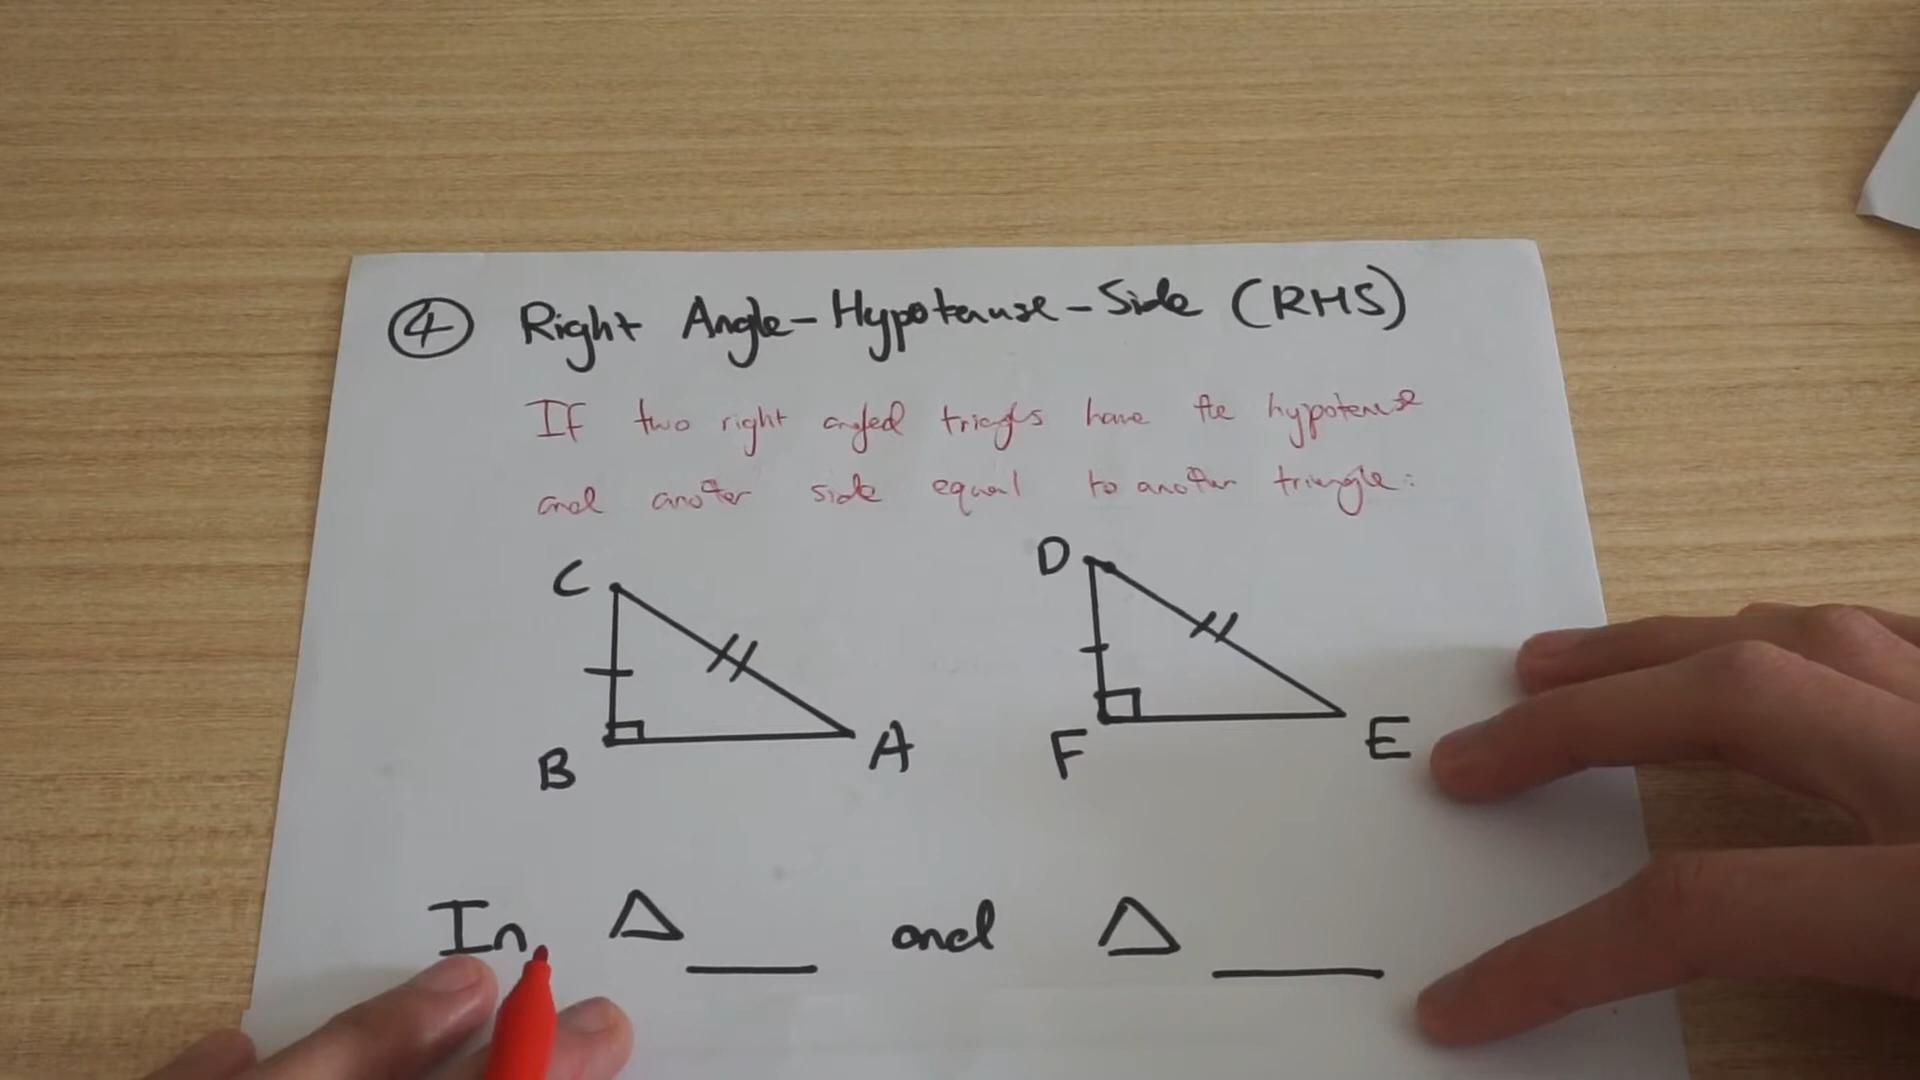 ④ Right Angle-Hypotenuse-Side (RHS)
If two right angled triangles have the hypotenuse
and another side equal to another triangle:
C
D
B
A
F
E
In Δ ___ and Δ ___